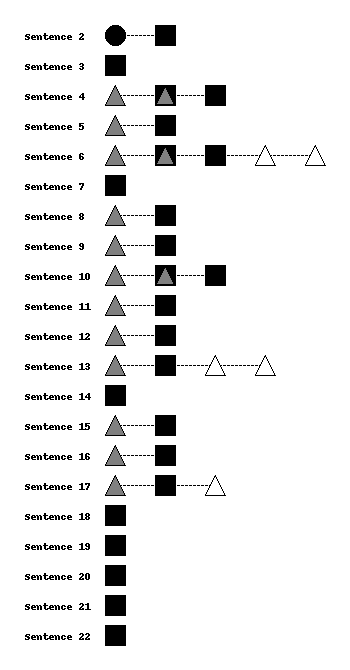 Sentence 2
Sentence 3
Sentence 4
Sentence 5
Sentence 6
Sentence 7
Sentence 8
Sentence 9
Sentence 10
Sentence 11
Sentence 12
Sentence 13
Sentence 14
Sentence 15
Sentence 16
Sentence 17
Sentence 18
Sentence 19
Sentence 20
Sentence 21
Sentence 22